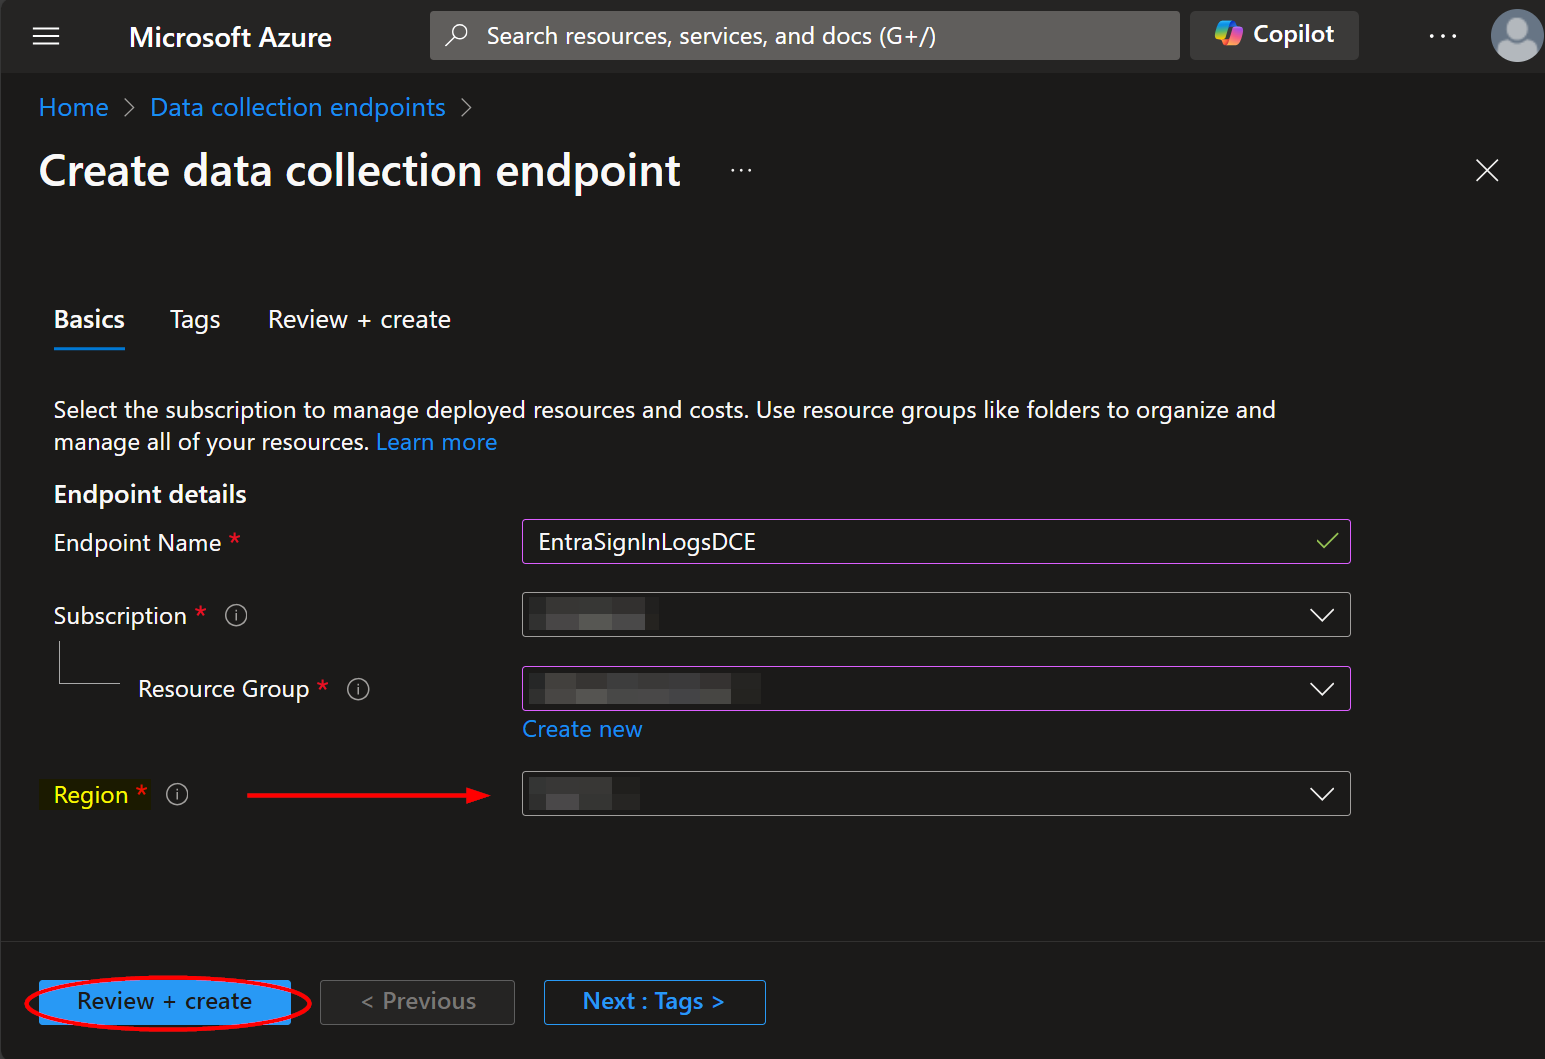 Microsoft Azure
Search resources, services, and docs (G+/)
Copilot
Home > Data collection endpoints >
Create data collection endpoint ...
Basics Tags Review + create
Select the subscription to manage deployed resources and costs. Use resource groups like folders to organize and
manage all of your resources. Learn more
Endpoint details
Endpoint Name * EntraSignInLogsDCE
Subscription *
Resource Group *
Create new
Region *
Review + create < Previous Next : Tags >